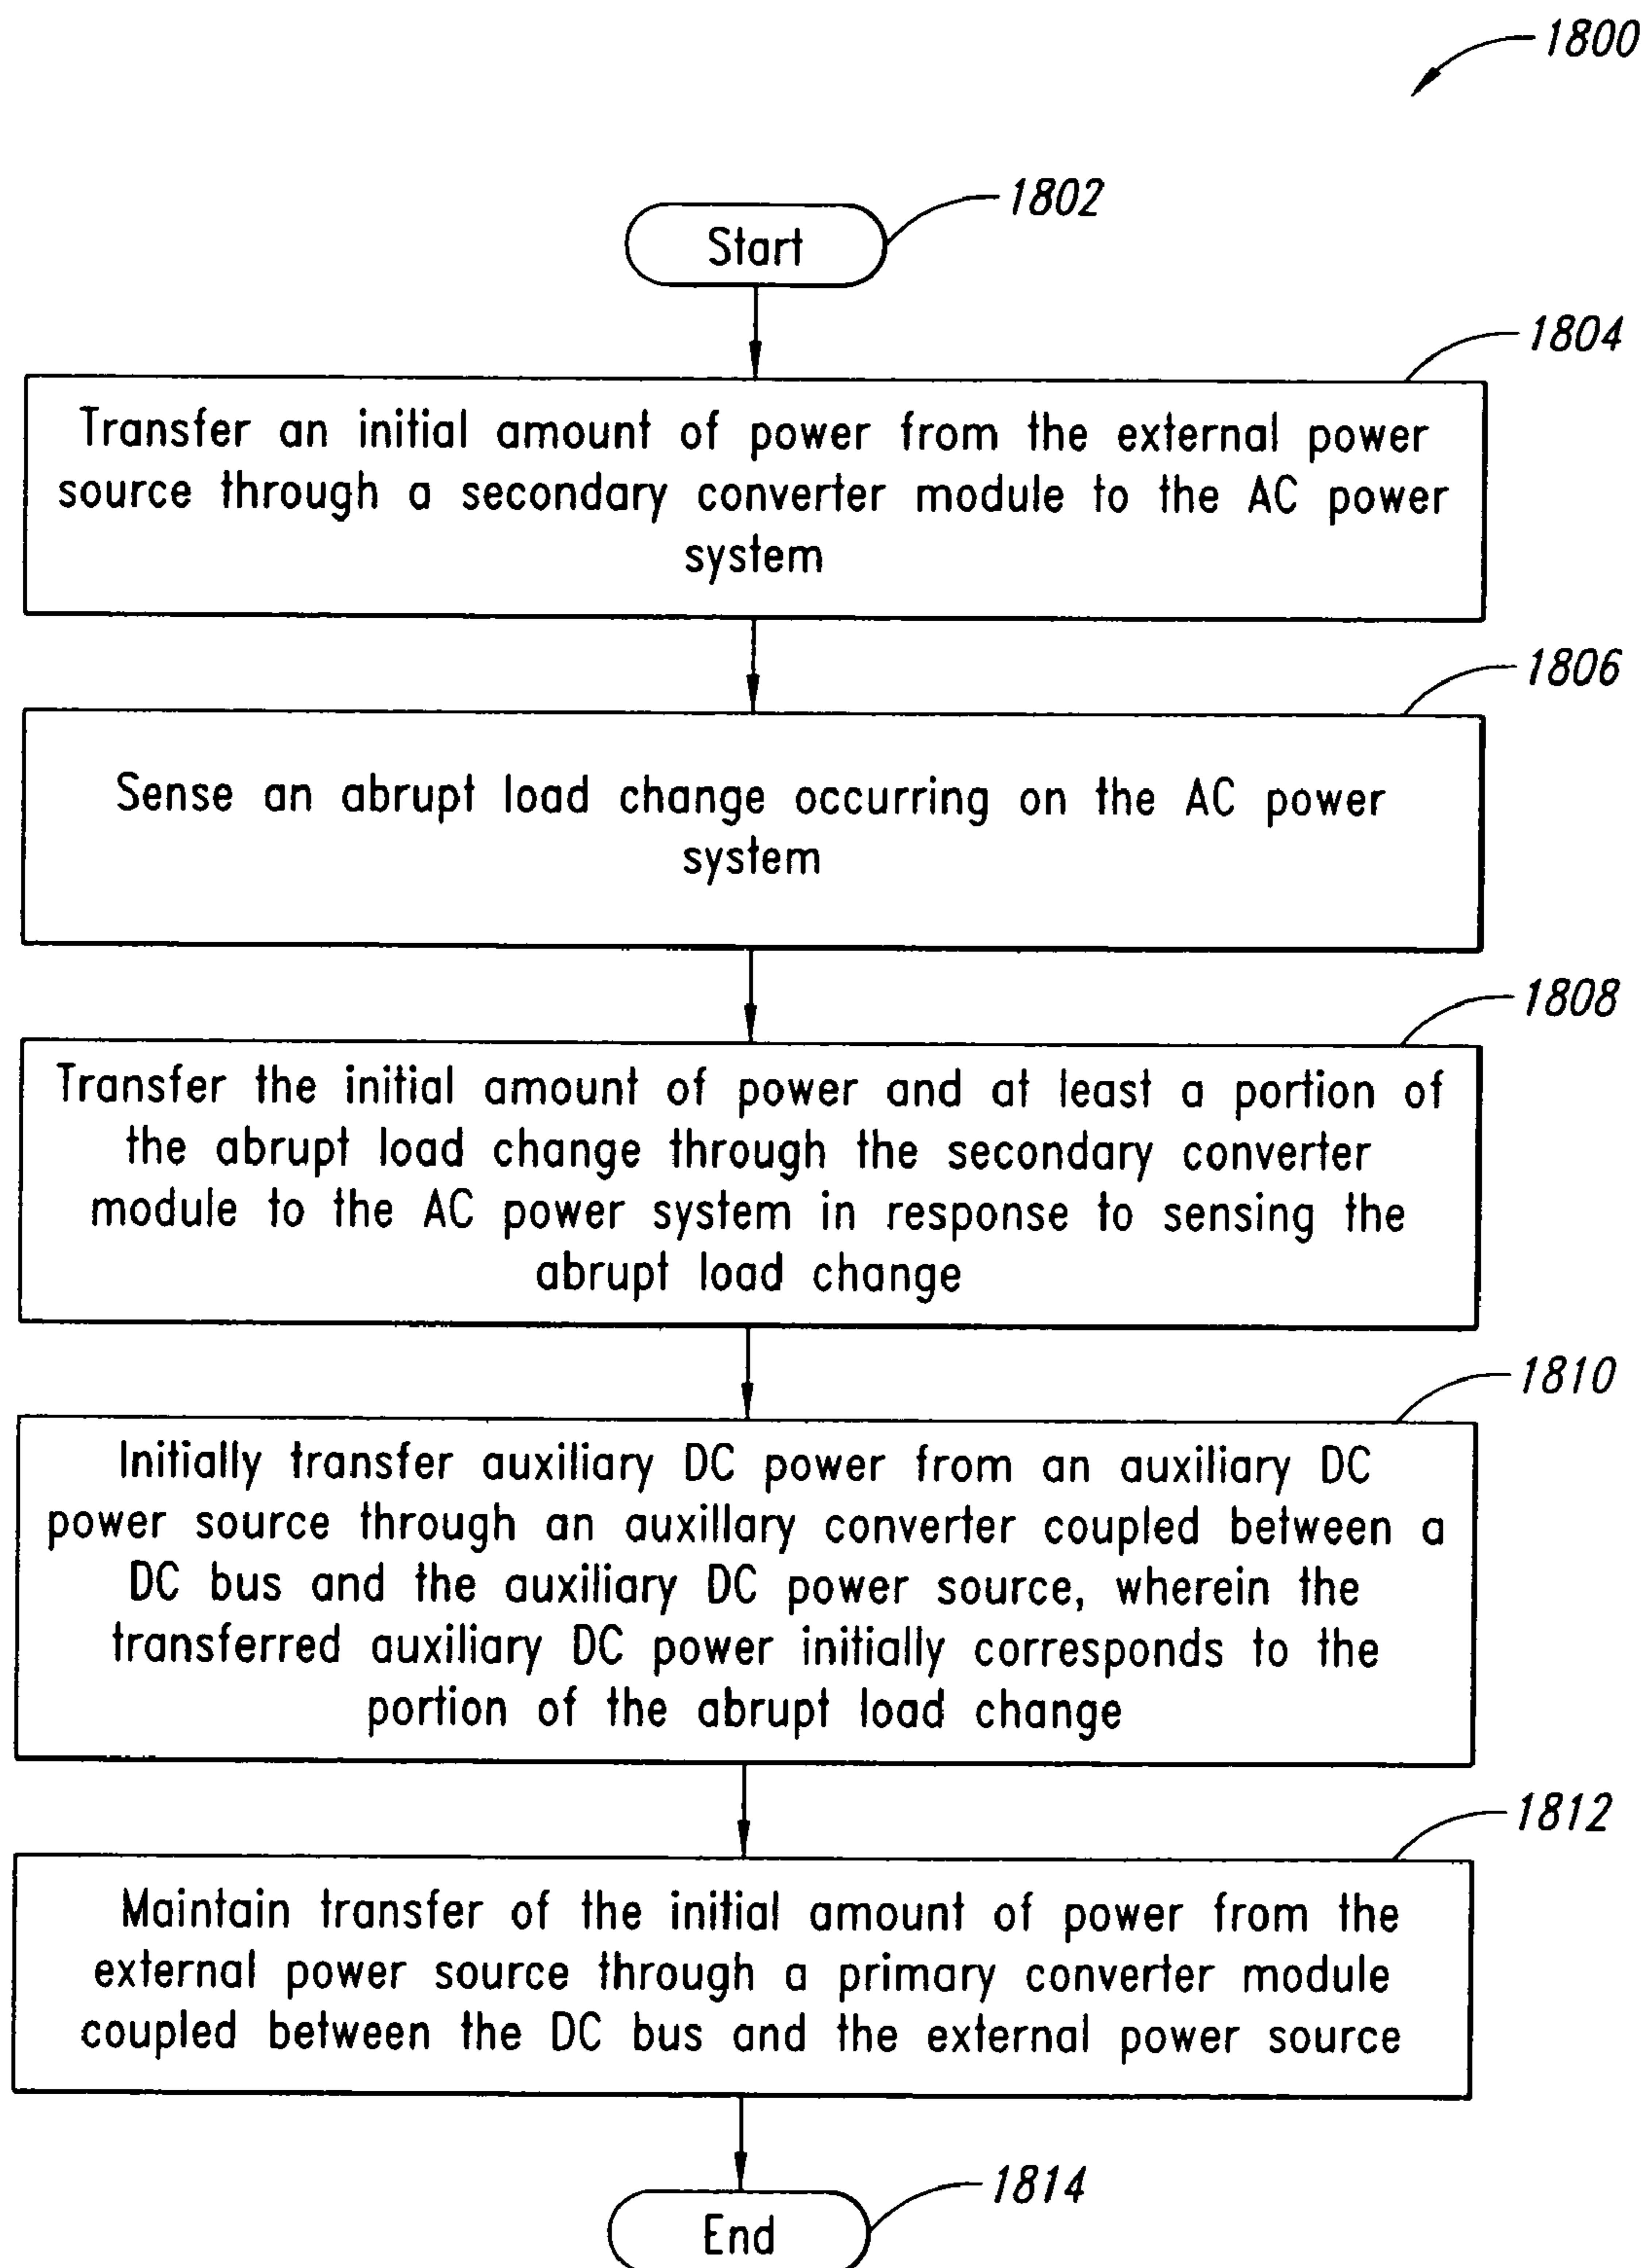 1800
1802
Start
1804
Transfer an initial amount of power from the external power
source through a secondary converter module to the AC power
system
1806
Sense an abrupt load change occurring on the AC power
system
1808
Transfer the initial amount of power and at least a portion of
the abrupt load change through the secondary converter
module to the AC power system in response to sensing the
abrupt load change
1810
Initially transfer auxiliary DC power from an auxiliary DC
power source through an auxillary converter coupled between a
DC bus and the auxiliary DC power source, wherein the
transferred auxiliary DC power initially corresponds to the
portion of the abrupt load change
1812
Maintain transfer of the initial amount of power from the
external power source through a primary converter module
coupled between the DC bus and the external power source
1814
End